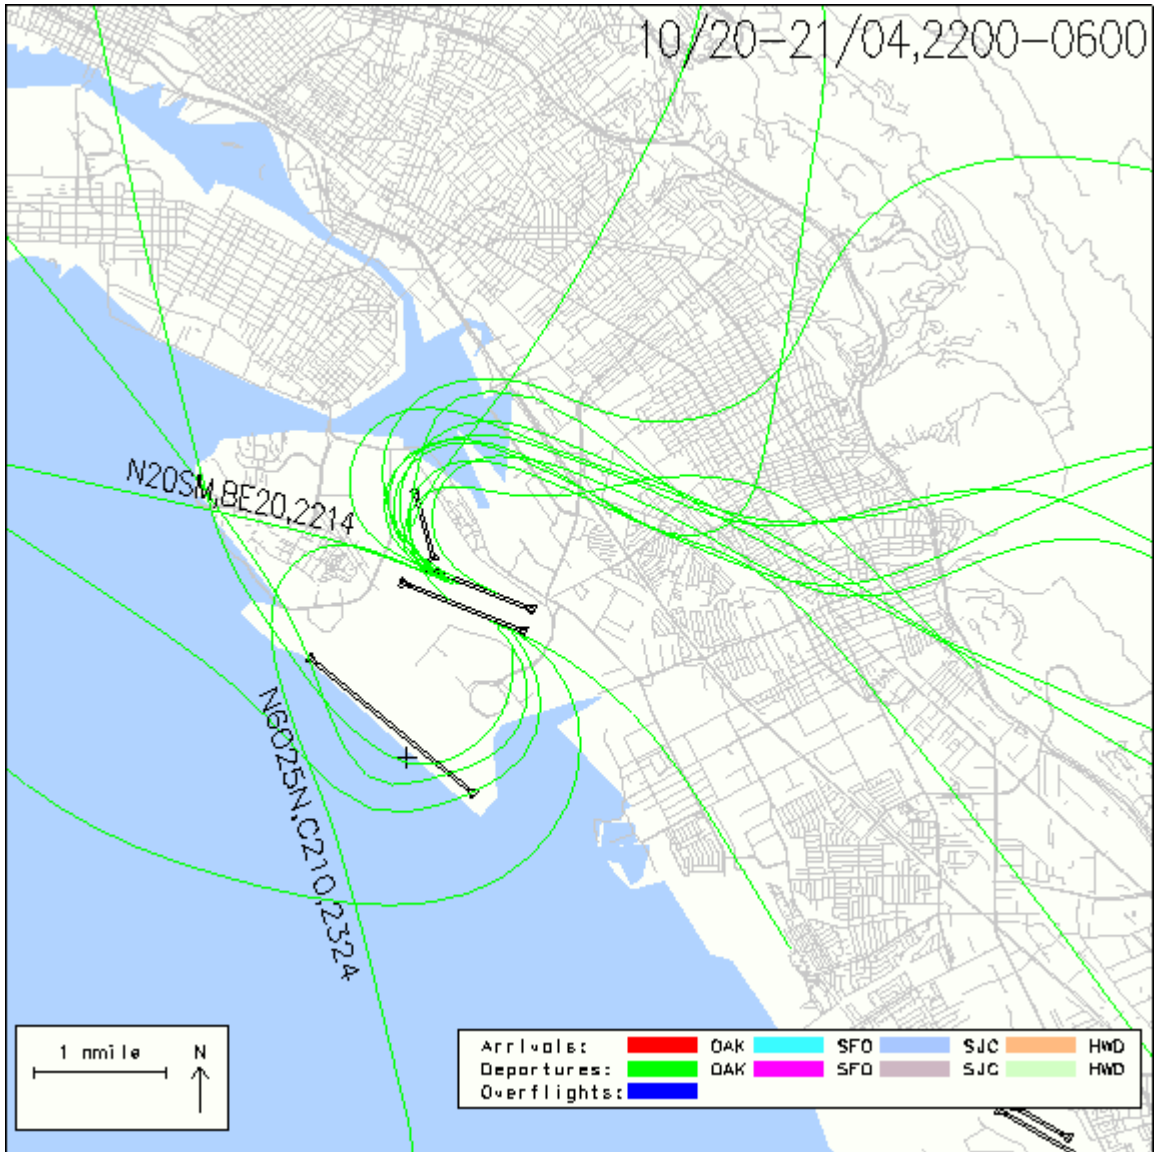 10/20-21/04,2200-0600
N20SM,BE20,2214
N6025N,C210,2324
1 nmile N
Arrivals: OAK SFO SJC HWD
Departures: OAK SFO SJC HWD
Overflights: